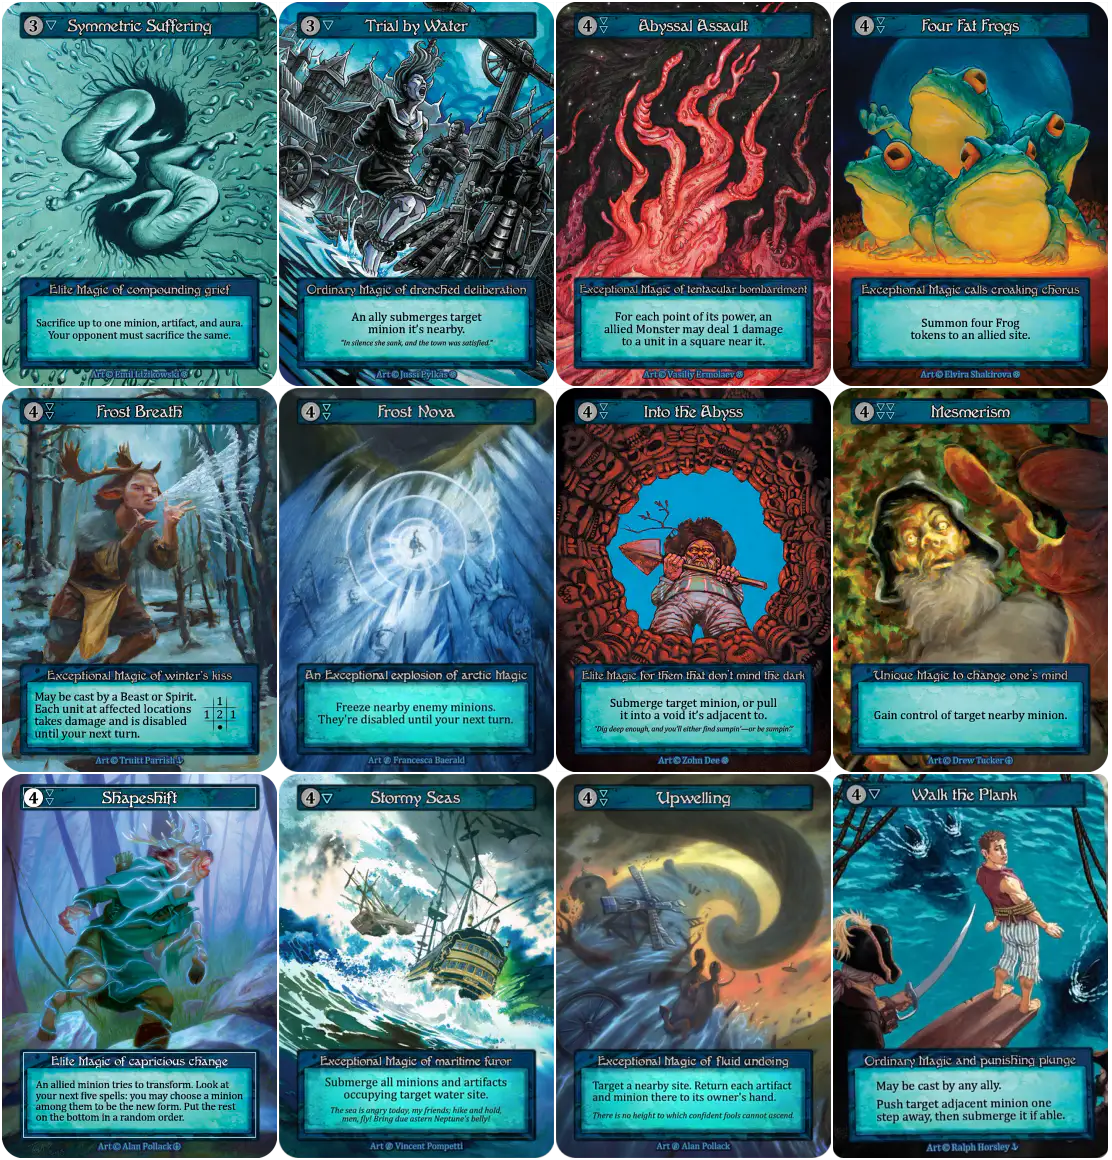 3 Symmetric Suffering
Elite Magic of compounding grief
Sacrifice up to one minion, artifact, and aura.
Your opponent must sacrifice the same.
Art © Emil Idzikowski
3 Trial by Water
Ordinary Magic of drenched deliberation
An ally submerges target
minion it's nearby.
"In silence she sank, and the town was satisfied."
Art © Jussi Pylkäs
4 Abyssal Assault
Exceptional Magic of tentacular bombardment
For each point of its power, an
allied Monster may deal 1 damage
to a unit in a square near it.
Art © Vasiliy Ermolaev
4 Four Fat Frogs
Exceptional Magic calls croaking chorus
Summon four Frog
tokens to an allied site.
Art © Elvira Shakirova
4 Frost Breath
Exceptional Magic of winter's kiss
May be cast by a Beast or Spirit.
Each unit at affected locations
takes damage and is disabled
until your next turn.
1
1 2 1
Art © Truitt Parrish
4 Frost Nova
An Exceptional explosion of arctic Magic
Freeze nearby enemy minions.
They're disabled until your next turn.
Art @ Francesca Baerald
4 Into the Abyss
Elite Magic for them that don't mind the dark
Submerge target minion, or pull
it into a void it's adjacent to.
"Dig deep enough, and you'll either find sumpin'—or be sumpin'."
Art © Zohn Dee
4 Mesmerism
Unique Magic to change one's mind
Gain control of target nearby minion.
Art © Drew Tucker
4 Shapeshift
Elite Magic of capricious change
An allied minion tries to transform. Look at
your next five spells: you may choose a minion
among them to be the new form. Put the rest
on the bottom in a random order.
Art © Alan Pollack
4 Stormy Seas
Exceptional Magic of maritime furor
Submerge all minions and artifacts
occupying target water site.
The sea is angry today, my friends; hike and hold,
men, fly! Bring due astern Neptune's belly!
Art @ Vincent Pompetti
4 Upwelling
Exceptional Magic of fluid undoing
Target a nearby site. Return each artifact
and minion there to its owner's hand.
There is no height to which confident fools cannot ascend.
Art @ Alan Pollack
4 Walk the Plank
Ordinary Magic and punishing plunge
May be cast by any ally.
Push target adjacent minion one
step away, then submerge it if able.
Art © Ralph Horsley